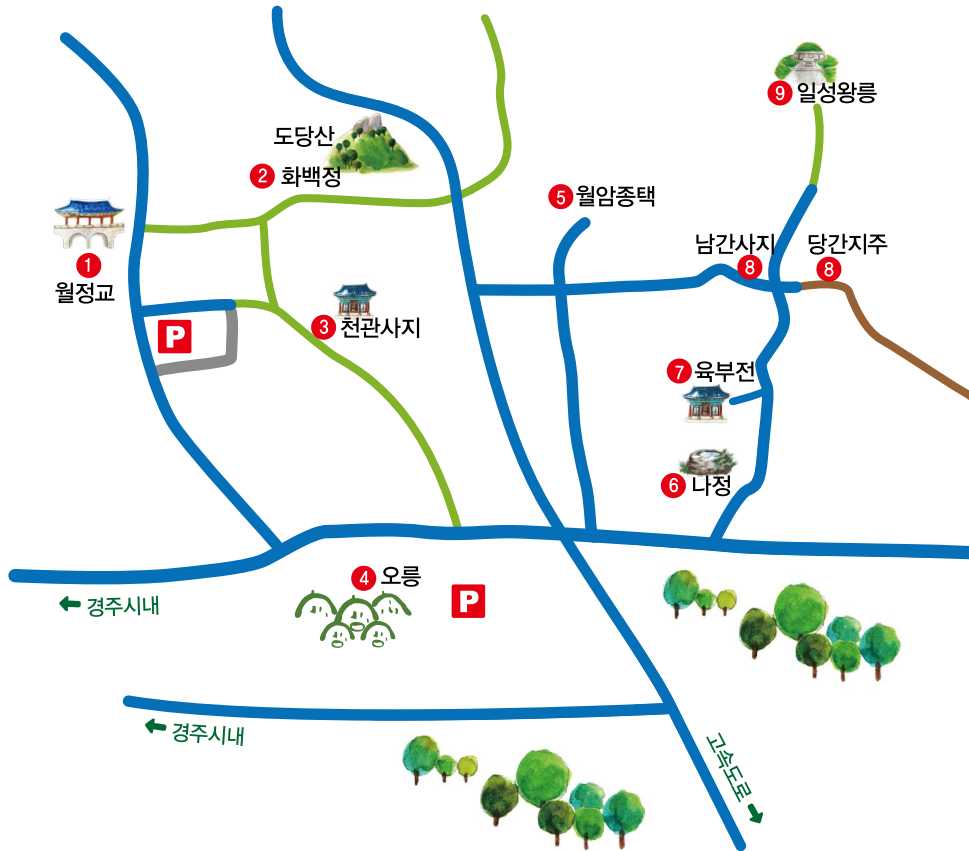 9 일성왕릉
도당산
2 화백정
5 월암종택
남간사지
8
당간지주
8
1
월정교
P
3 천관사지
7 육부전
6 나정
4 오릉
P
경주시내
경주시내
고속도로